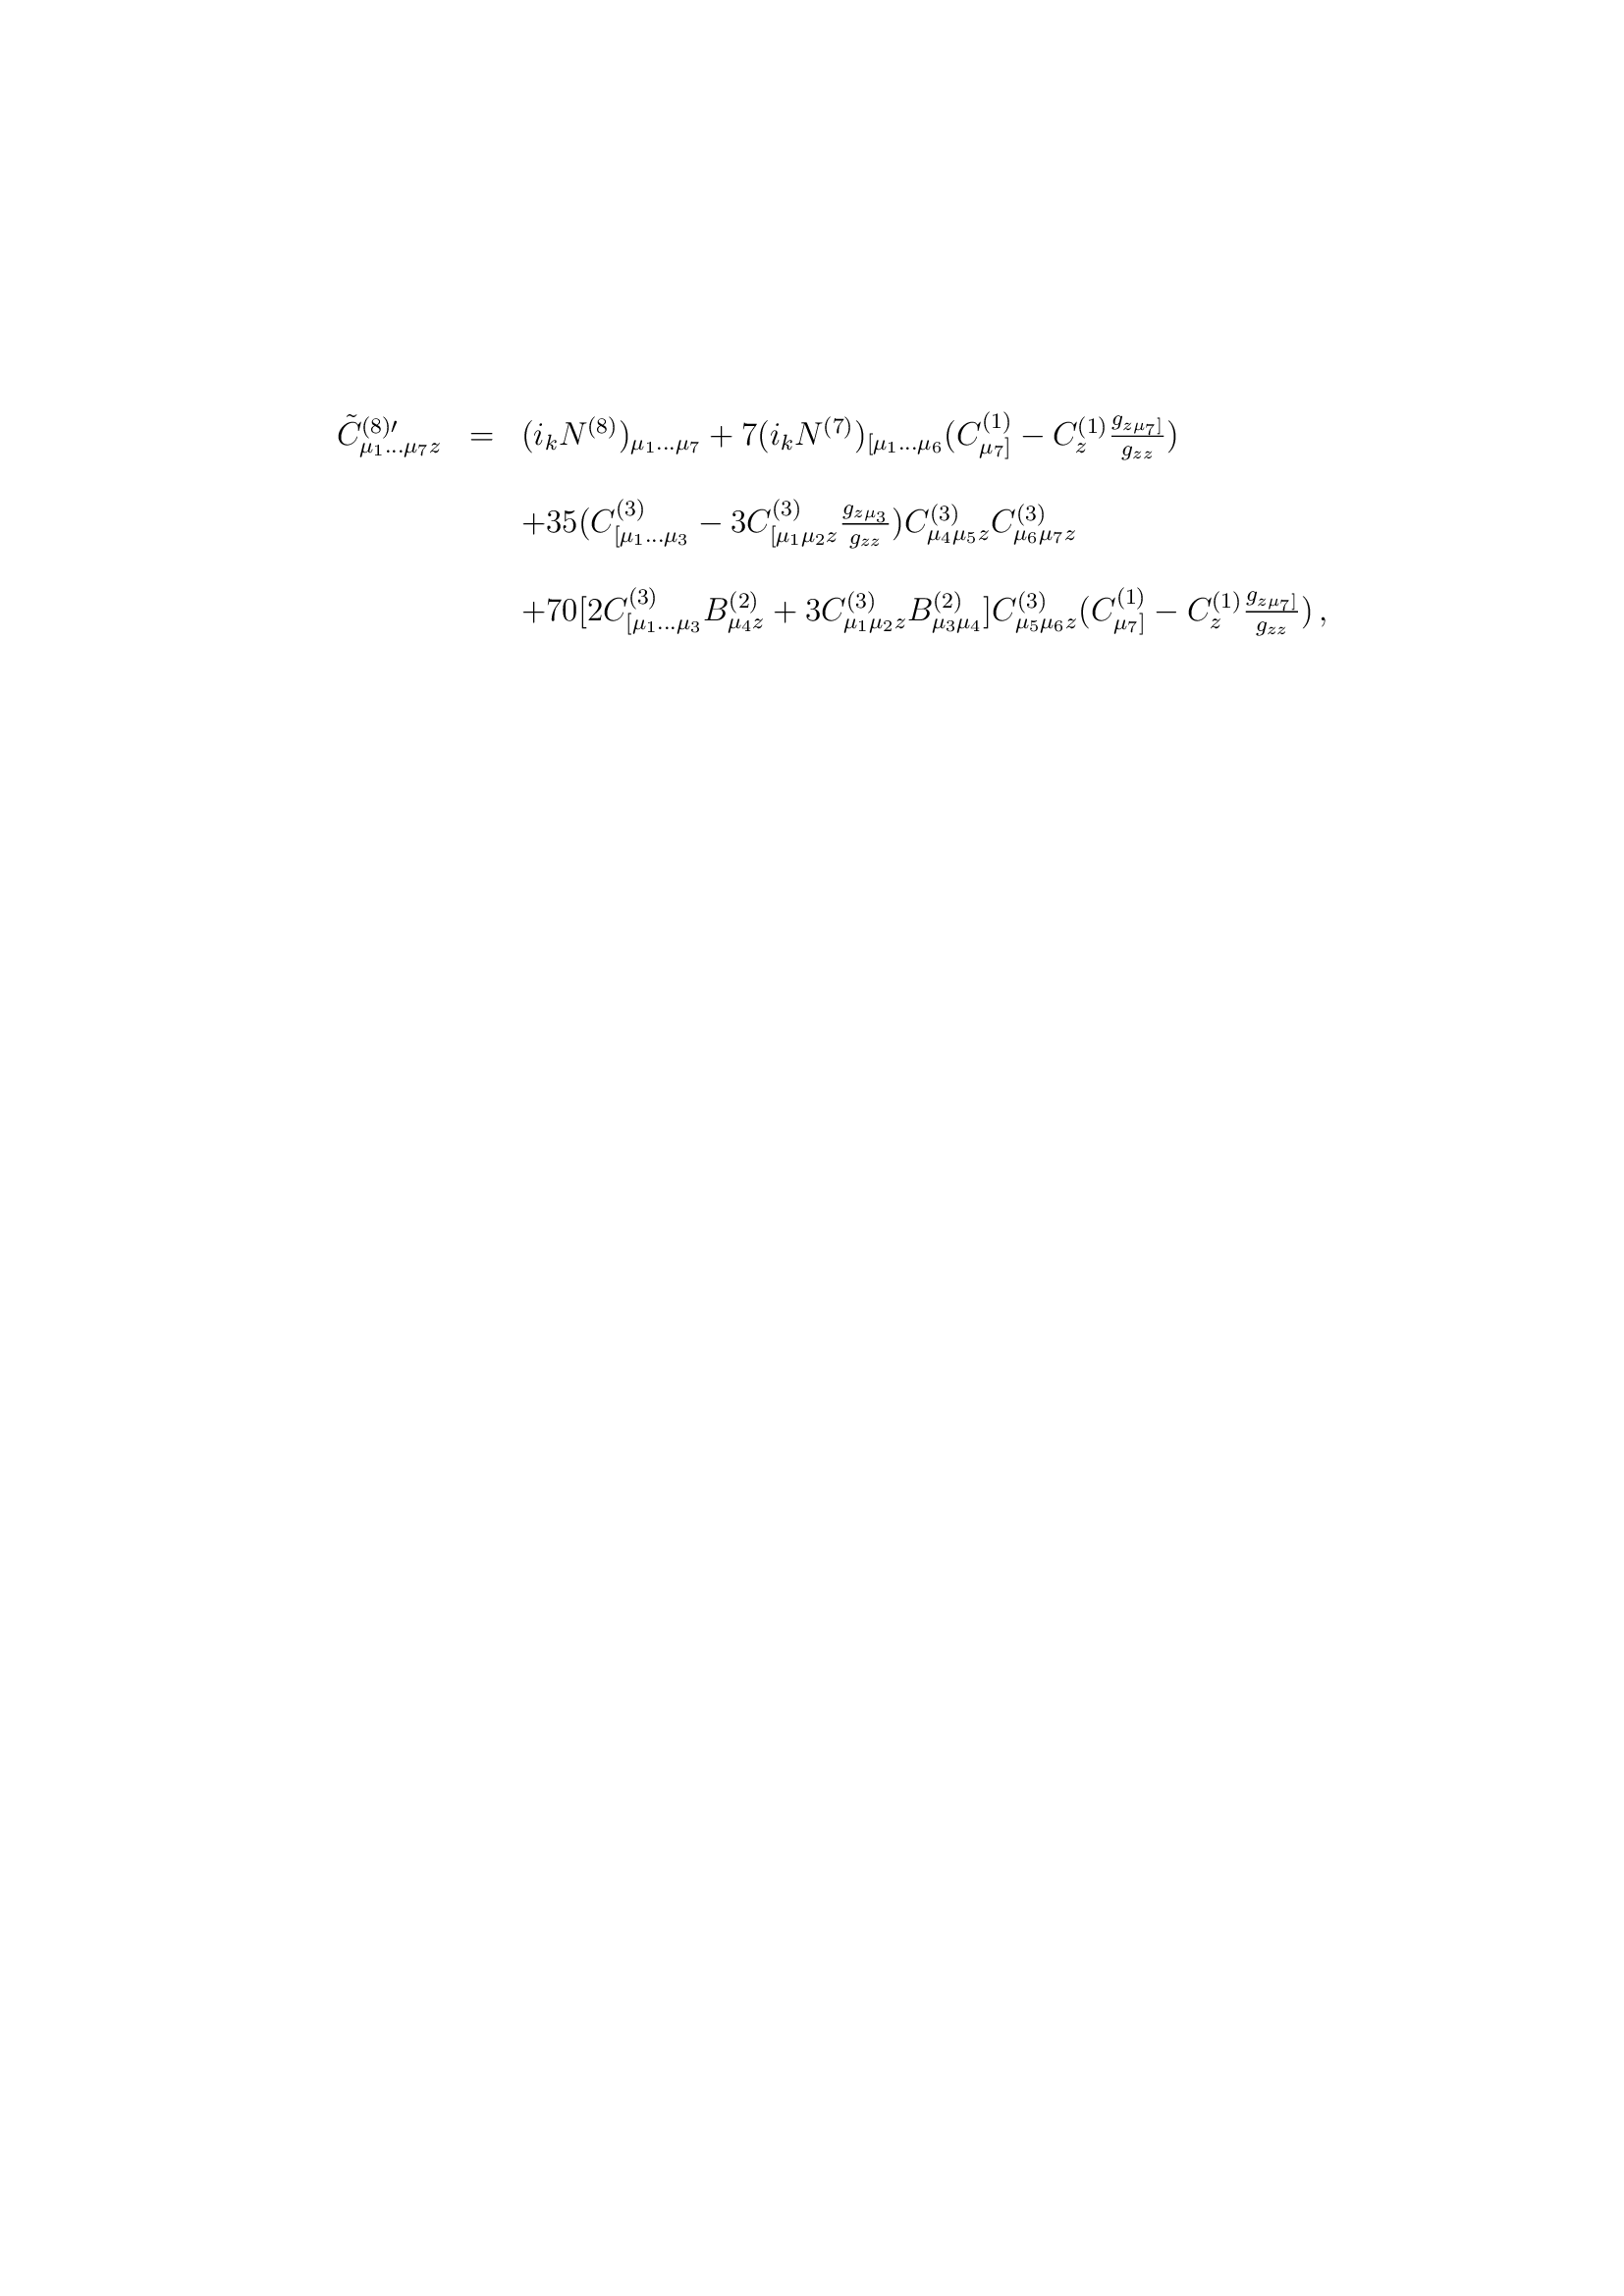 $\tilde{C}^{(8)\prime}_{\mu_1\ldots\mu_7 z} = (i_k N^{(8)})_{\mu_1\ldots\mu_7} + 7(i_k N^{(7)})_{[\mu_1\ldots\mu_6}(C^{(1)}_{\mu_7]} - C^{(1)}_z \frac{g_{z\mu_7]}}{g_{zz}})$
$+35(C^{(3)}_{[\mu_1\ldots\mu_3} - 3C^{(3)}_{[\mu_1\mu_2 z}\frac{g_{z\mu_3}}{g_{zz}})C^{(3)}_{\mu_4\mu_5 z}C^{(3)}_{\mu_6\mu_7 z}$
$+70[2C^{(3)}_{[\mu_1\ldots\mu_3}B^{(2)}_{\mu_4 z} + 3C^{(3)}_{\mu_1\mu_2 z}B^{(2)}_{\mu_3\mu_4}]C^{(3)}_{\mu_5\mu_6 z}(C^{(1)}_{\mu_7]} - C^{(1)}_z \frac{g_{z\mu_7]}}{g_{zz}})\,,$